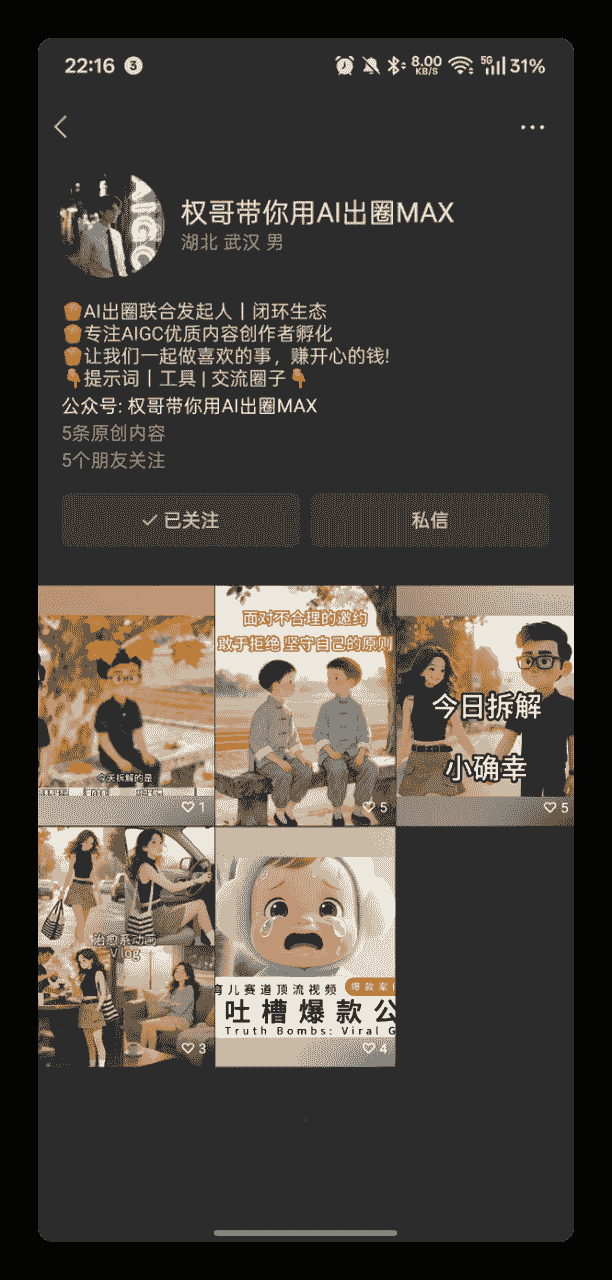 22:16 3 8.00 KB/S 5G 31%
AIGC
权哥带你用AI出圈MAX
湖北 武汉 男
AI出圈联合发起人丨闭环生态
专注AIGC优质内容创作者孵化
让我们一起做喜欢的事，赚开心的钱!
提示词丨工具 | 交流圈子
公众号: 权哥带你用AI出圈MAX
5条原创内容
5个朋友关注
已关注
私信
今天拆解的是
1
面对不合理的邀约
敢于拒绝 坚守自己的原则
5
今日拆解
小确幸
5
治愈系动画
Vlog
3
育儿赛道顶流视频
爆款案
吐槽爆款公
Truth Bombs: Viral G
4